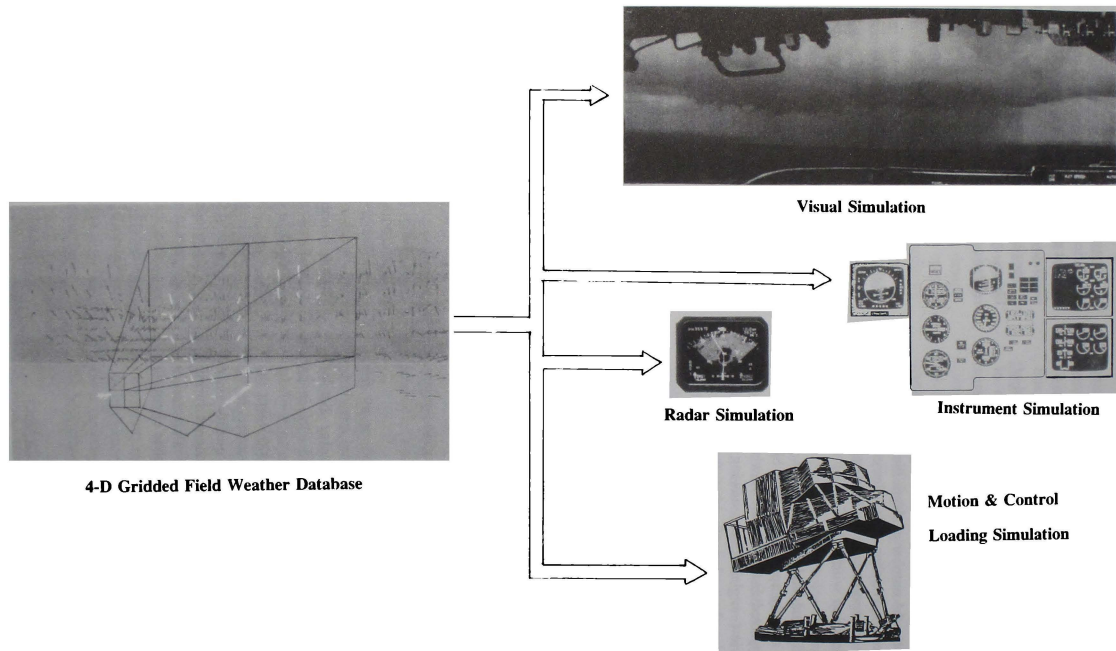 Visual Simulation
4-D Gridded Field Weather Database
Radar Simulation
Instrument Simulation
Motion & Control
Loading Simulation